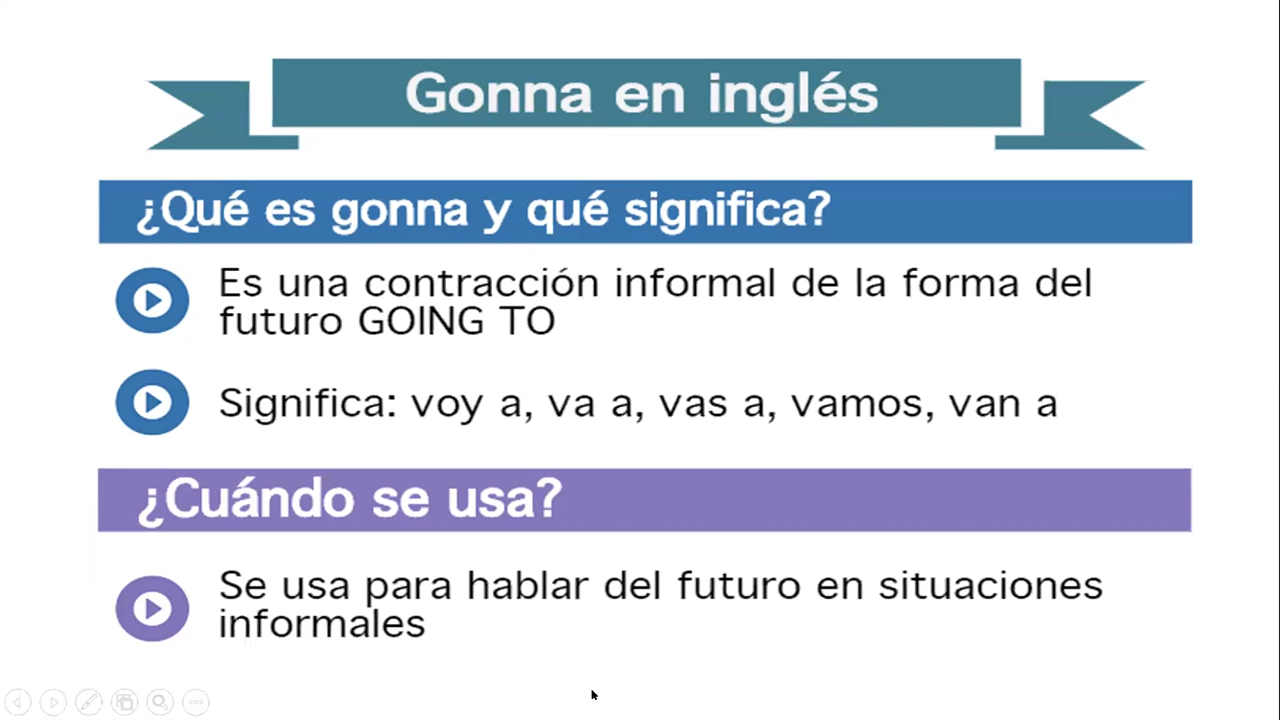 Gonna en inglés
¿Qué es gonna y qué significa?
Es una contracción informal de la forma del
futuro GOING TO
Significa: voy a, va a, vas a, vamos, van a
¿Cuándo se usa?
Se usa para hablar del futuro en situaciones
informales